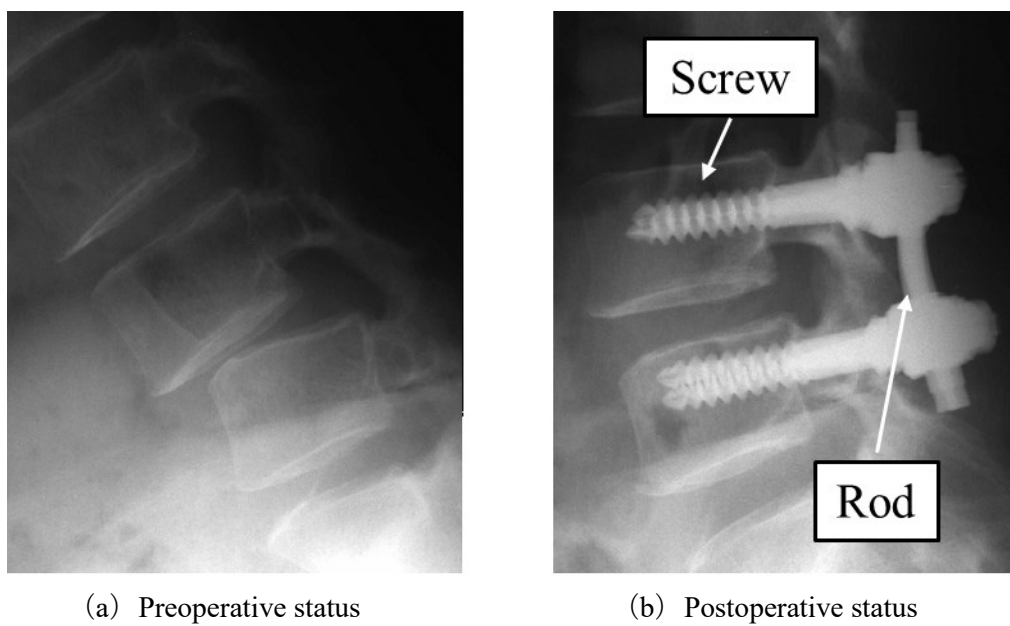 Screw
Rod
（a） Preoperative status
（b） Postoperative status